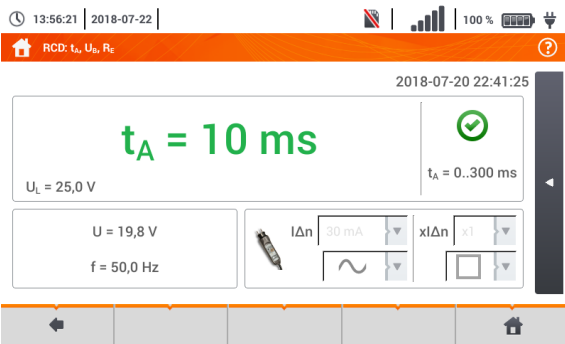 13:56:21 2018-07-22 100 %
RCD: tA, UB, RE ?
2018-07-20 22:41:25
tA = 10 ms
tA = 0..300 ms
UL = 25,0 V
U = 19,8 V
IΔn 30 mA xIΔn x1
f = 50,0 Hz